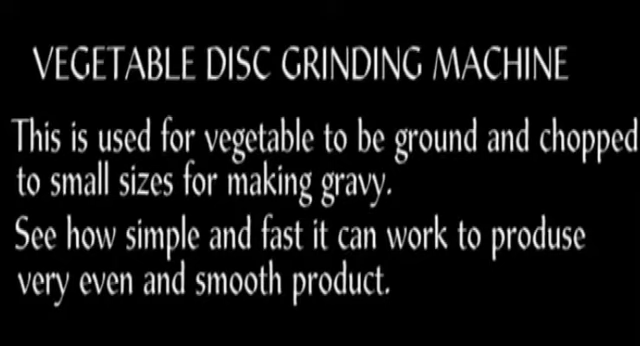 VEGETABLE DISC GRINDING MACHINE
This is used for vegetable to be ground and chopped
to small sizes for making gravy.
See how simple and fast it can work to produse
very even and smooth product.